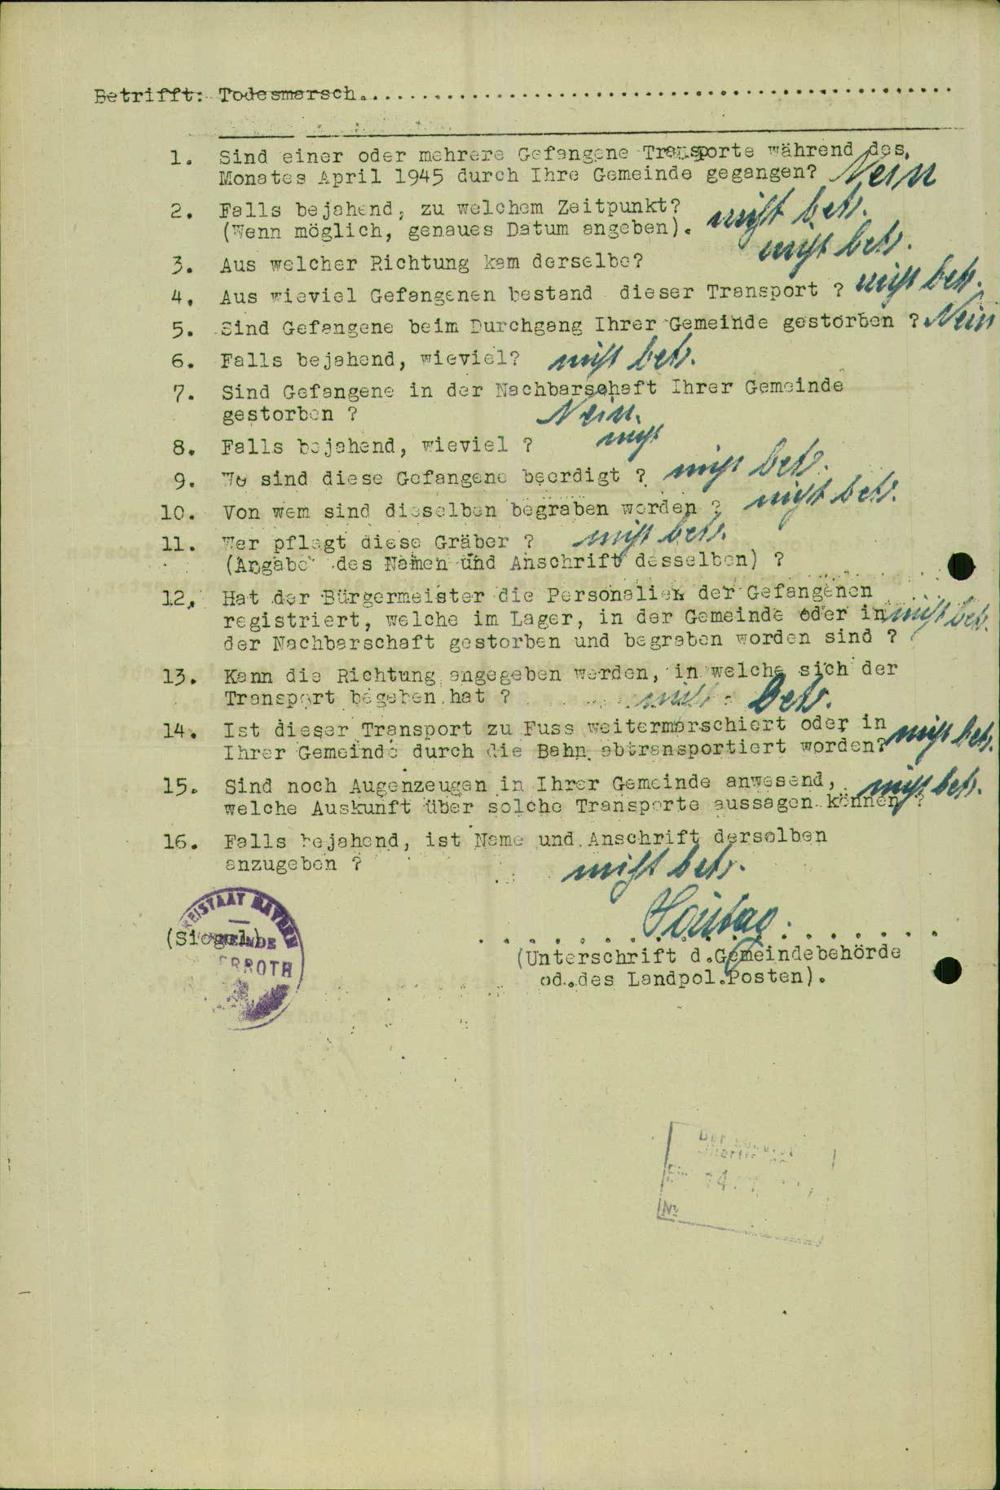 Betrifft: Todesmarsch.
1. Sind einer oder mehrere Gefangene Transporte während des
Monates April 1945 durch Ihre Gemeinde gegangen? Nein
2. Falls bejahend, zu welchem Zeitpunkt? nicht betr.
(Wenn möglich, genaues Datum angeben).
3. Aus welcher Richtung kam derselbe? nicht betr.
4. Aus wieviel Gefangenen bestand dieser Transport ? nicht betr.
5. Sind Gefangene beim Durchgang Ihrer Gemeinde gestorben ? Nein
6. Falls bejahend, wieviel? nicht betr.
7. Sind Gefangene in der Nachbarschaft Ihrer Gemeinde
gestorben ? Nein.
8. Falls bejahend, wieviel ? nicht
9. Wo sind diese Gefangene beerdigt ? nicht betr.
10. Von wem sind dieselben begraben worden ? nicht betr.
11. Wer pflegt diese Gräber ? nicht betr.
(Angabe des Namen und Anschrift desselben) ?
12. Hat der Bürgermeister die Personalien der Gefangenen
registriert, welche im Lager, in der Gemeinde oder in nicht betr.
der Nachbarschaft gestorben und begraben worden sind ?
13. Kann die Richtung angegeben werden, in welche sich der
Transport begeben hat ? nicht betr.
14. Ist dieser Transport zu Fuss weitermarschiert oder in nicht betr.
Ihrer Gemeinde durch die Bahn abtransportiert worden?
15. Sind noch Augenzeugen in Ihrer Gemeinde anwesend, nicht betr.
welche Auskunft über solche Transporte aussagen können ?
16. Falls bejahend, ist Name und Anschrift derselben
anzugeben ? nicht betr.
(Siegel)
(Unterschrift d.Gemeindebehörde
od.des Landpol.Posten).
№